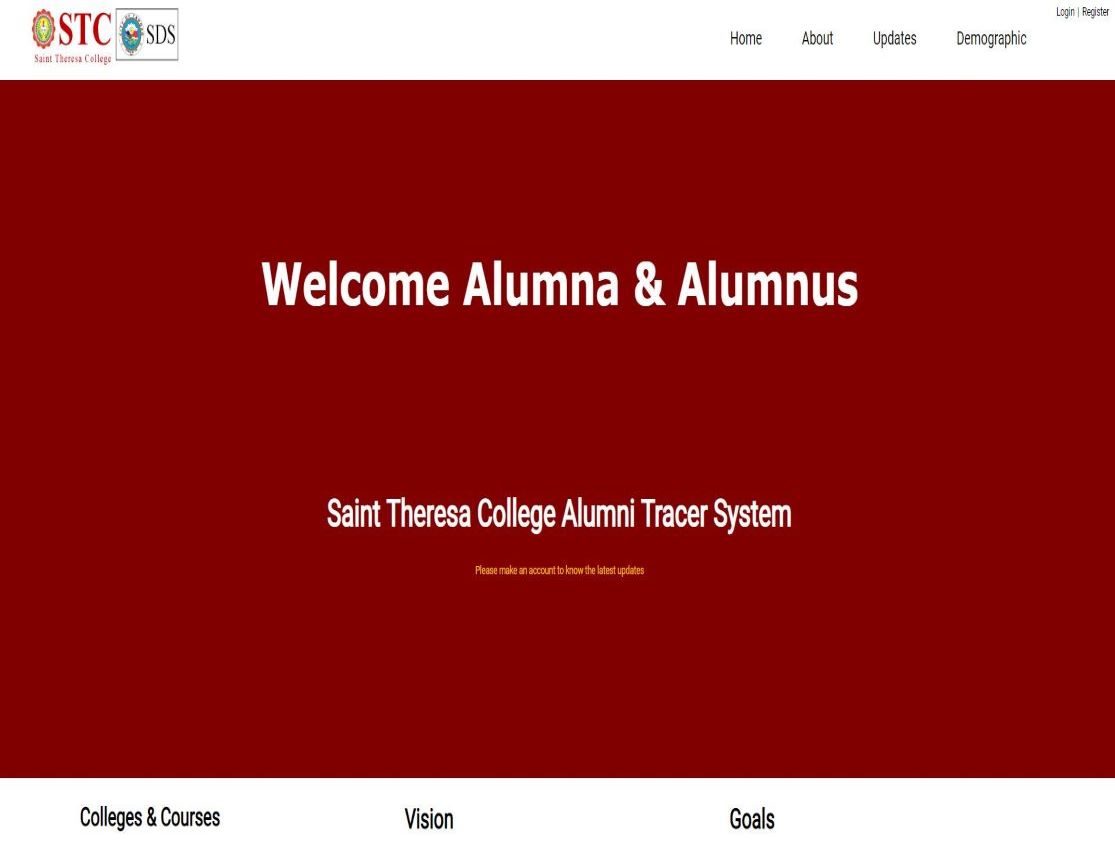 Login | Register
STC SDS
Saint Theresa College
Home About Updates Demographic
Welcome Alumna & Alumnus
Saint Theresa College Alumni Tracer System
Please make an account to know the latest updates
Colleges & Courses Vision Goals